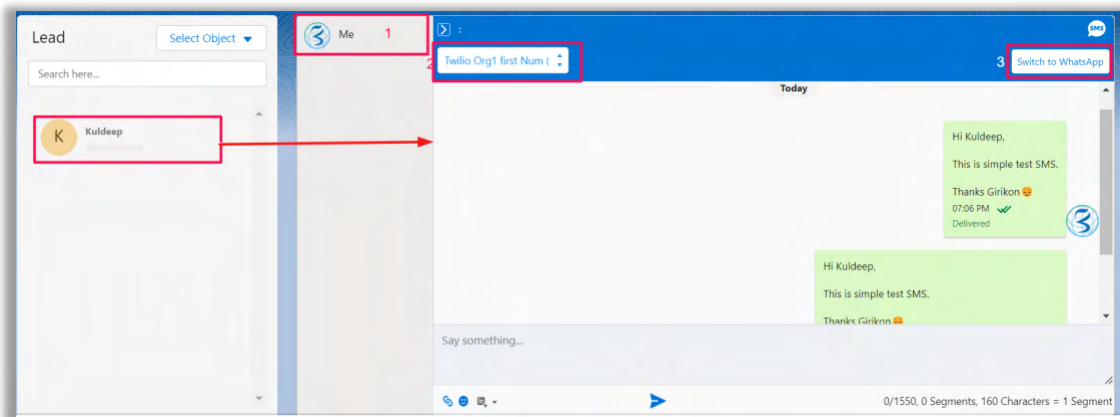 Lead
Select Object
Search here...
K
Kuldeep
Me
1
:
SMS
2
Twilio Org1 first Num (
3
Switch to WhatsApp
Today
Hi Kuldeep,
This is simple test SMS.
Thanks Girikon 😊
07:06 PM
Delivered
Hi Kuldeep,
This is simple test SMS.
Thanks Girikon
Say something...
0/1550, 0 Segments, 160 Characters = 1 Segment